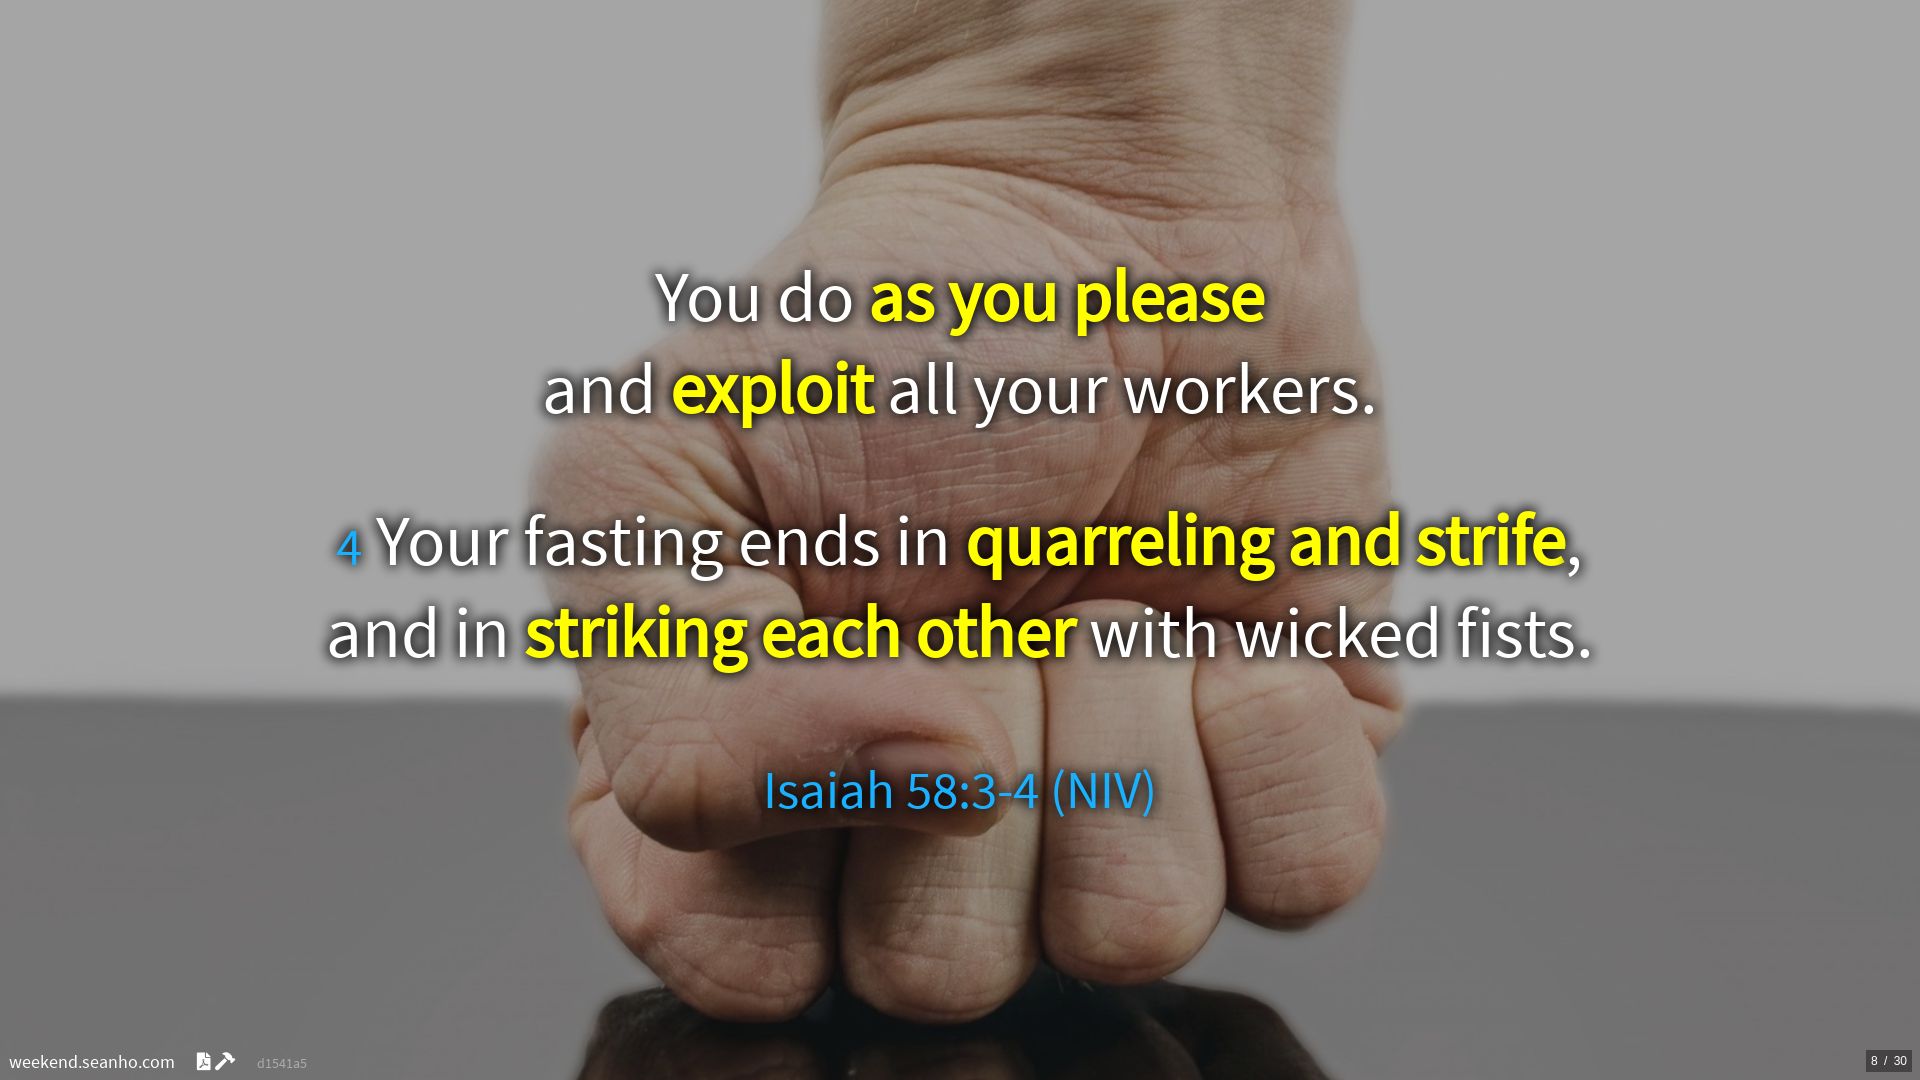 You do as you please
and exploit all your workers.
4 Your fasting ends in quarreling and strife,
and in striking each other with wicked fists.
Isaiah 58:3-4 (NIV)
weekend.seanho.com d1541a5
8 / 30